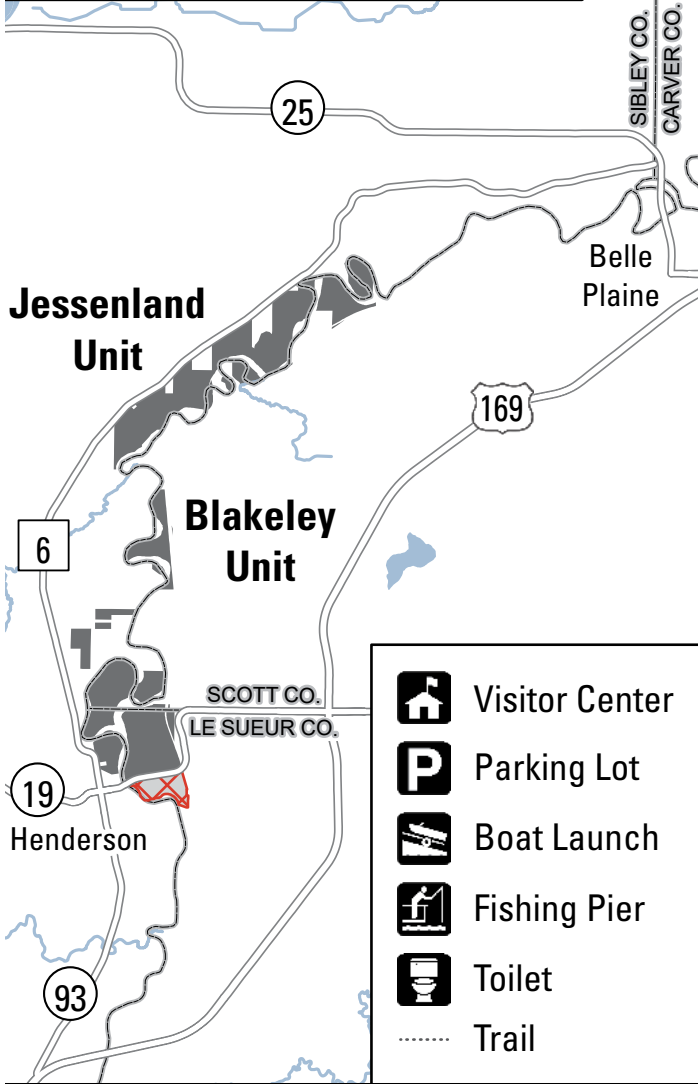 SIBLEY CO.
CARVER CO.
25
Belle
Plaine
Jessenland
Unit
169
Blakeley
Unit
6
SCOTT CO.
LE SUEUR CO.
19
Henderson
93
Visitor Center
P
Parking Lot
Boat Launch
Fishing Pier
Toilet
Trail